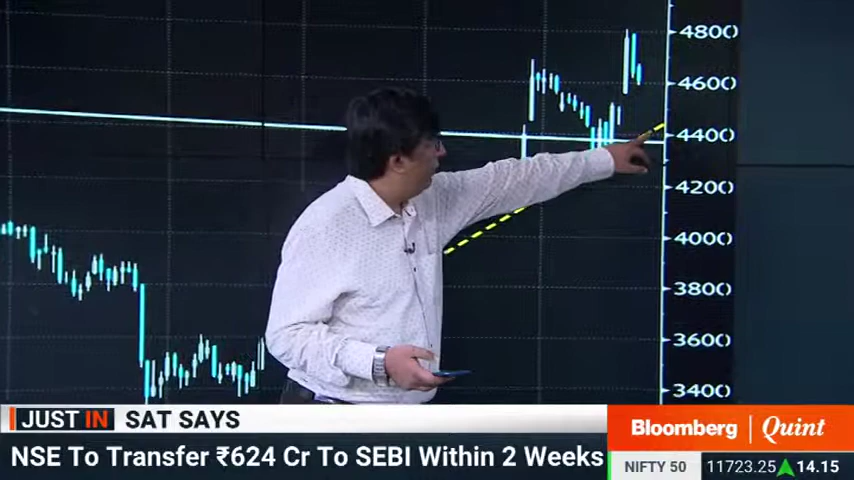 4800
4600
4400
4200
4000
3800
3600
3400
JUST IN SAT SAYS
NSE To Transfer ₹624 Cr To SEBI Within 2 Weeks
Bloomberg | Quint
NIFTY 50 11723.25 ▲ 14.15